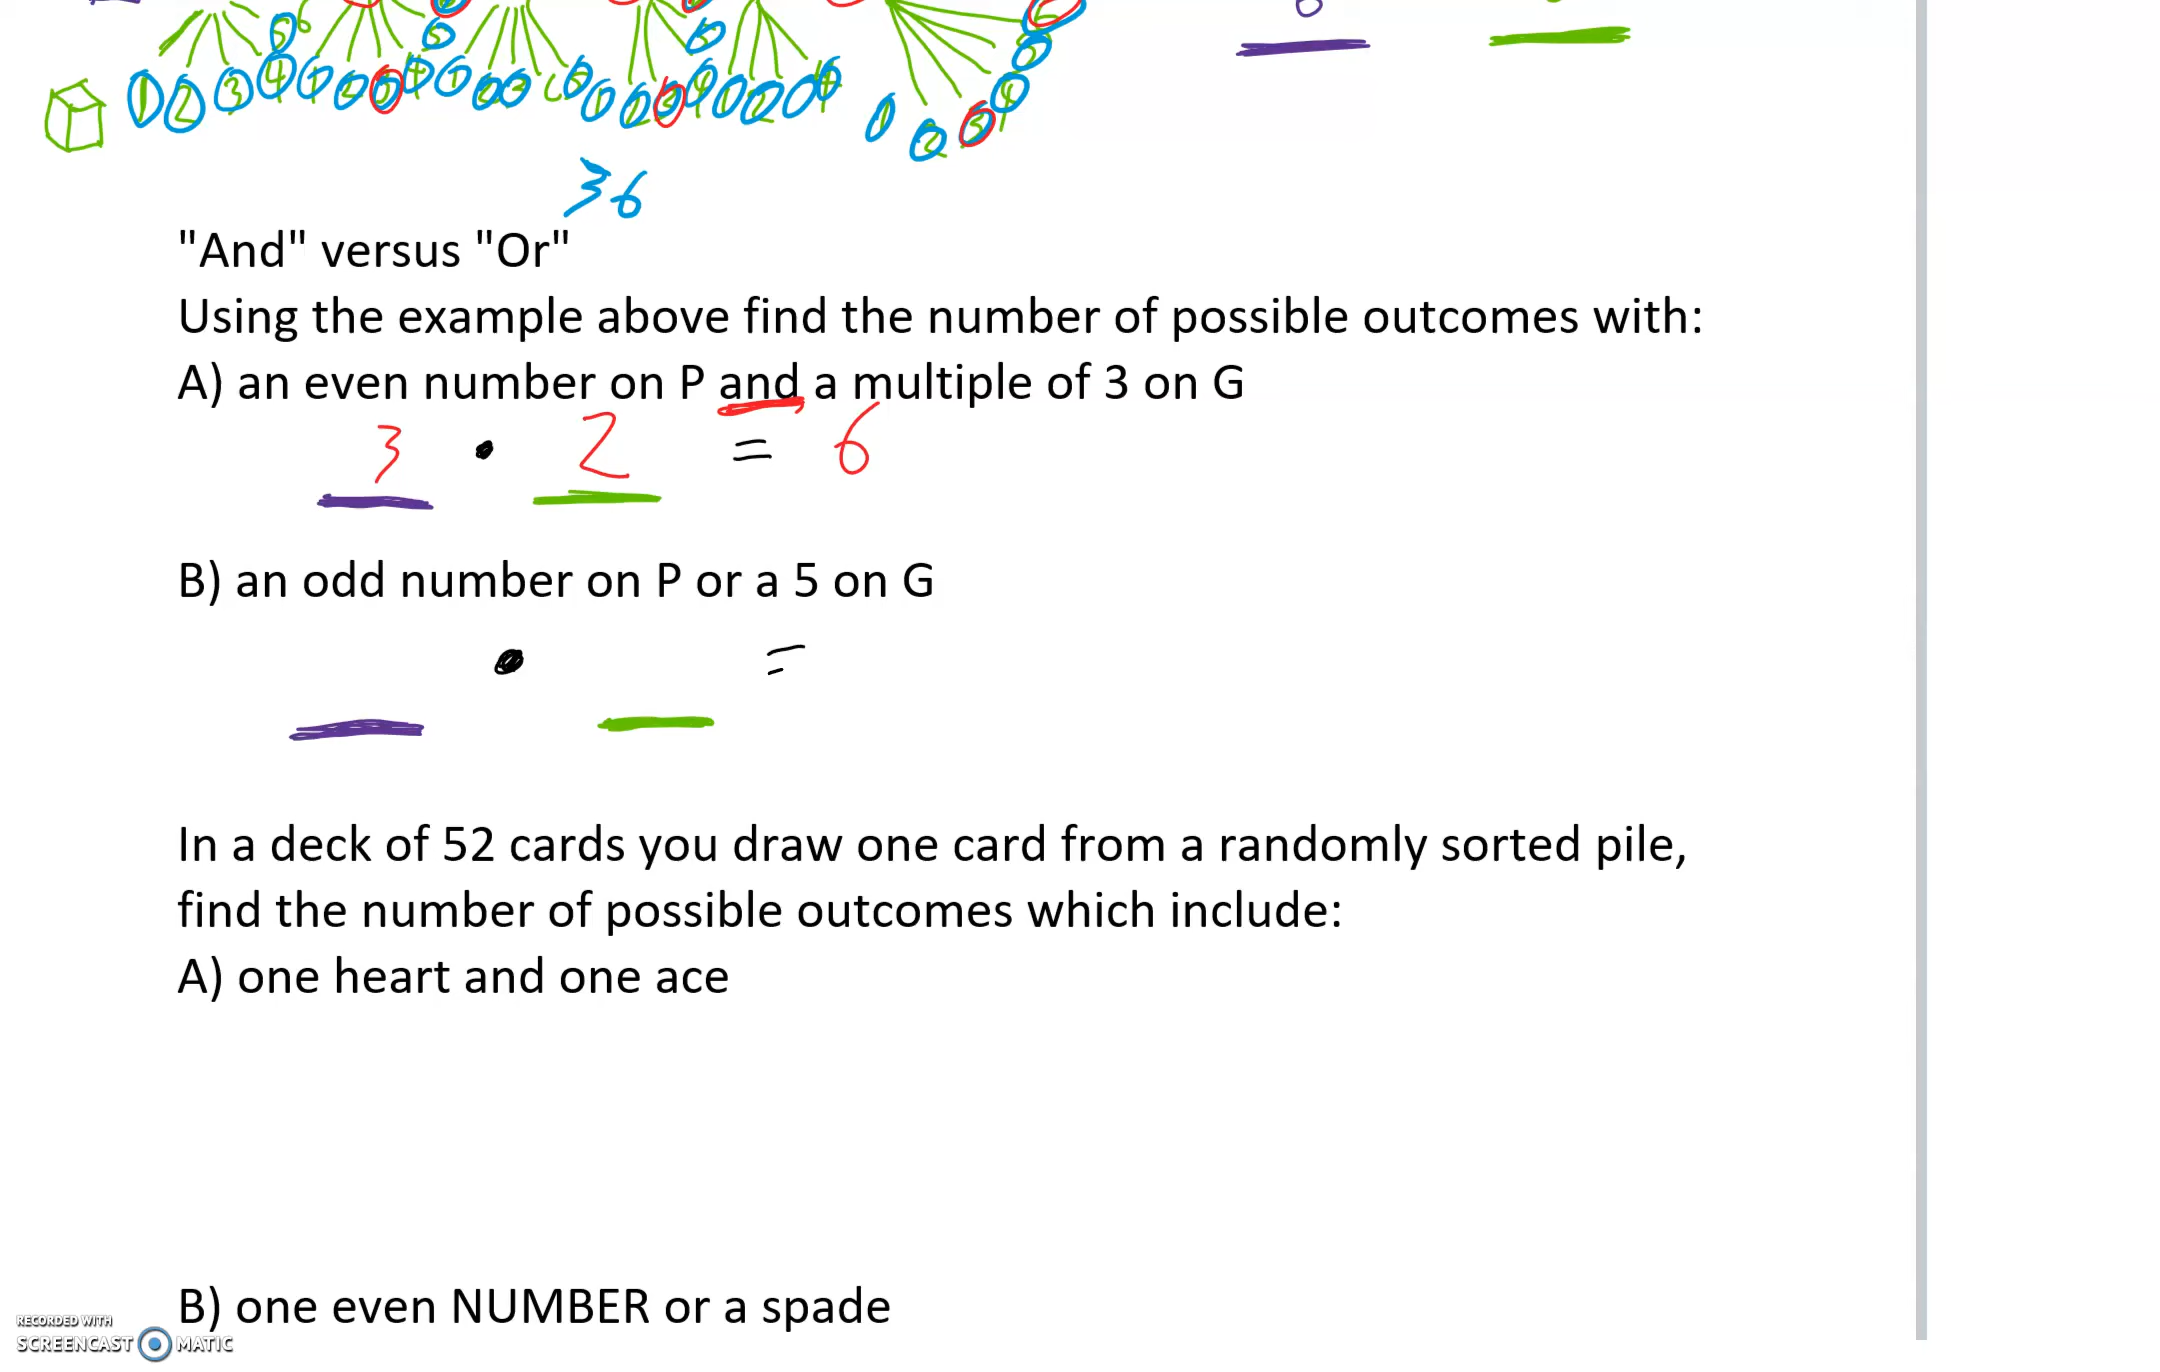 36
"And" versus "Or"
Using the example above find the number of possible outcomes with:
A) an even number on P and a multiple of 3 on G
3 • 2 = 6
B) an odd number on P or a 5 on G
• =
In a deck of 52 cards you draw one card from a randomly sorted pile,
find the number of possible outcomes which include:
A) one heart and one ace
B) one even NUMBER or a spade
RECORDED WITH
SCREENCAST MATIC